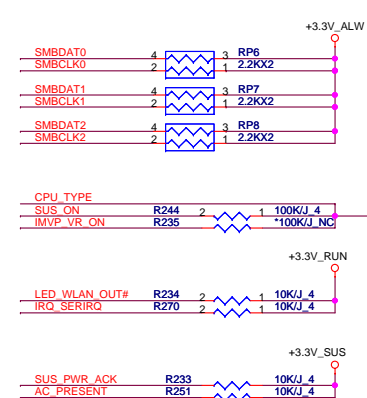 +3.3V_ALW
SMBDAT0 4 3 RP6
SMBCLK0 2 1 2.2KX2
SMBDAT1 4 3 RP7
SMBCLK1 2 1 2.2KX2
SMBDAT2 4 3 RP8
SMBCLK2 2 1 2.2KX2
CPU_TYPE
SUS_ON R244 2 1 100K/J_4
IMVP_VR_ON R235 *100K/J_NC
+3.3V_RUN
LED_WLAN_OUT# R234 2 1 10K/J_4
IRQ_SERIRQ R270 2 1 10K/J_4
+3.3V_SUS
SUS_PWR_ACK R233 10K/J_4
AC_PRESENT R251 10K/J_4